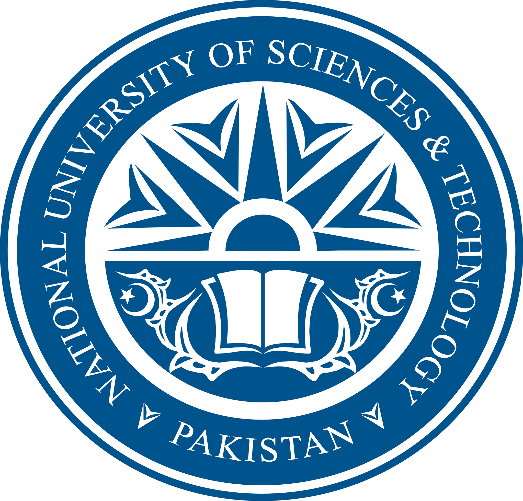 NATIONAL UNIVERSITY OF SCIENCES & TECHNOLOGY
PAKISTAN